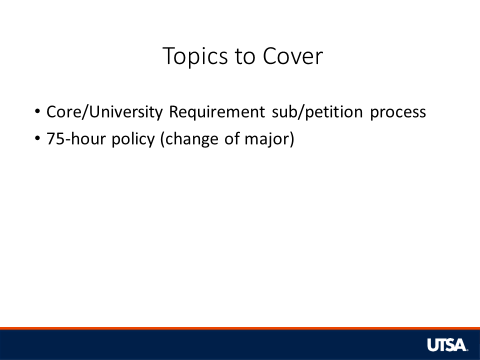 Topics to Cover
• Core/University Requirement sub/petition process
• 75-hour policy (change of major)
UTSA